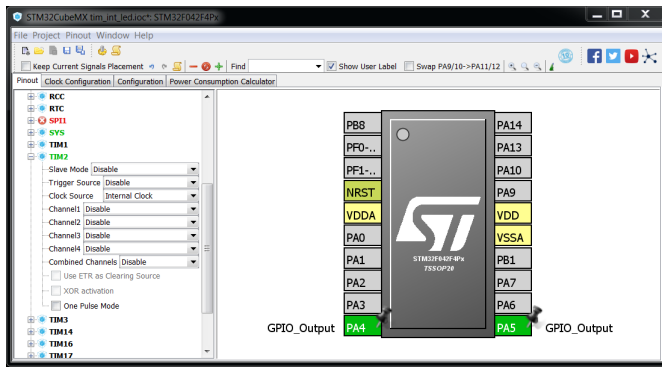 STM32CubeMX tim_int_led.ioc*: STM32F042F4Px
File Project Pinout Window Help
Keep Current Signals Placement Find Show User Label Swap PA9/10->PA11/12
Pinout Clock Configuration Configuration Power Consumption Calculator
RCC
RTC
SPI1
SYS
TIM1
TIM2
Slave Mode Disable
Trigger Source Disable
Clock Source Internal Clock
Channel1 Disable
Channel2 Disable
Channel3 Disable
Channel4 Disable
Combined Channels Disable
Use ETR as Clearing Source
XOR activation
One Pulse Mode
TIM3
TIM14
TIM16
TIM17
PB8 PA14
PF0-.. PA13
PF1-.. PA10
NRST PA9
VDDA VDD
PA0 VSSA
PA1 PB1
PA2 PA7
PA3 PA6
GPIO_Output PA4 PA5 GPIO_Output
ST
STM32F042F4Px
TSSOP20